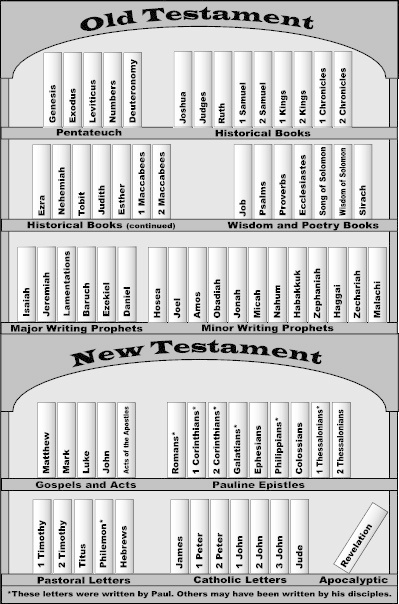 Old Testament
Genesis
Exodus
Leviticus
Numbers
Deuteronomy
Joshua
Judges
Ruth
1 Samuel
2 Samuel
1 Kings
2 Kings
1 Chronicles
2 Chronicles
Pentateuch
Historical Books
Ezra
Nehemiah
Tobit
Judith
Esther
1 Maccabees
2 Maccabees
Job
Psalms
Proverbs
Ecclesiastes
Song of Solomon
Wisdom of Solomon
Sirach
Historical Books (continued)
Wisdom and Poetry Books
Isaiah
Jeremiah
Lamentations
Baruch
Ezekiel
Daniel
Hosea
Joel
Amos
Obadiah
Jonah
Micah
Nahum
Habakkuk
Zephaniah
Haggai
Zechariah
Malachi
Major Writing Prophets
Minor Writing Prophets
New Testament
Matthew
Mark
Luke
John
Acts of the Apostles
Romans*
1 Corinthians*
2 Corinthians*
Galatians*
Ephesians
Philippians*
Colossians
1 Thessalonians*
2 Thessalonians
Gospels and Acts
Pauline Epistles
1 Timothy
2 Timothy
Titus
Philemon*
Hebrews
James
1 Peter
2 Peter
1 John
2 John
3 John
Jude
Revelation
Pastoral Letters
Catholic Letters
Apocalyptic
*These letters were written by Paul. Others may have been written by his disciples.